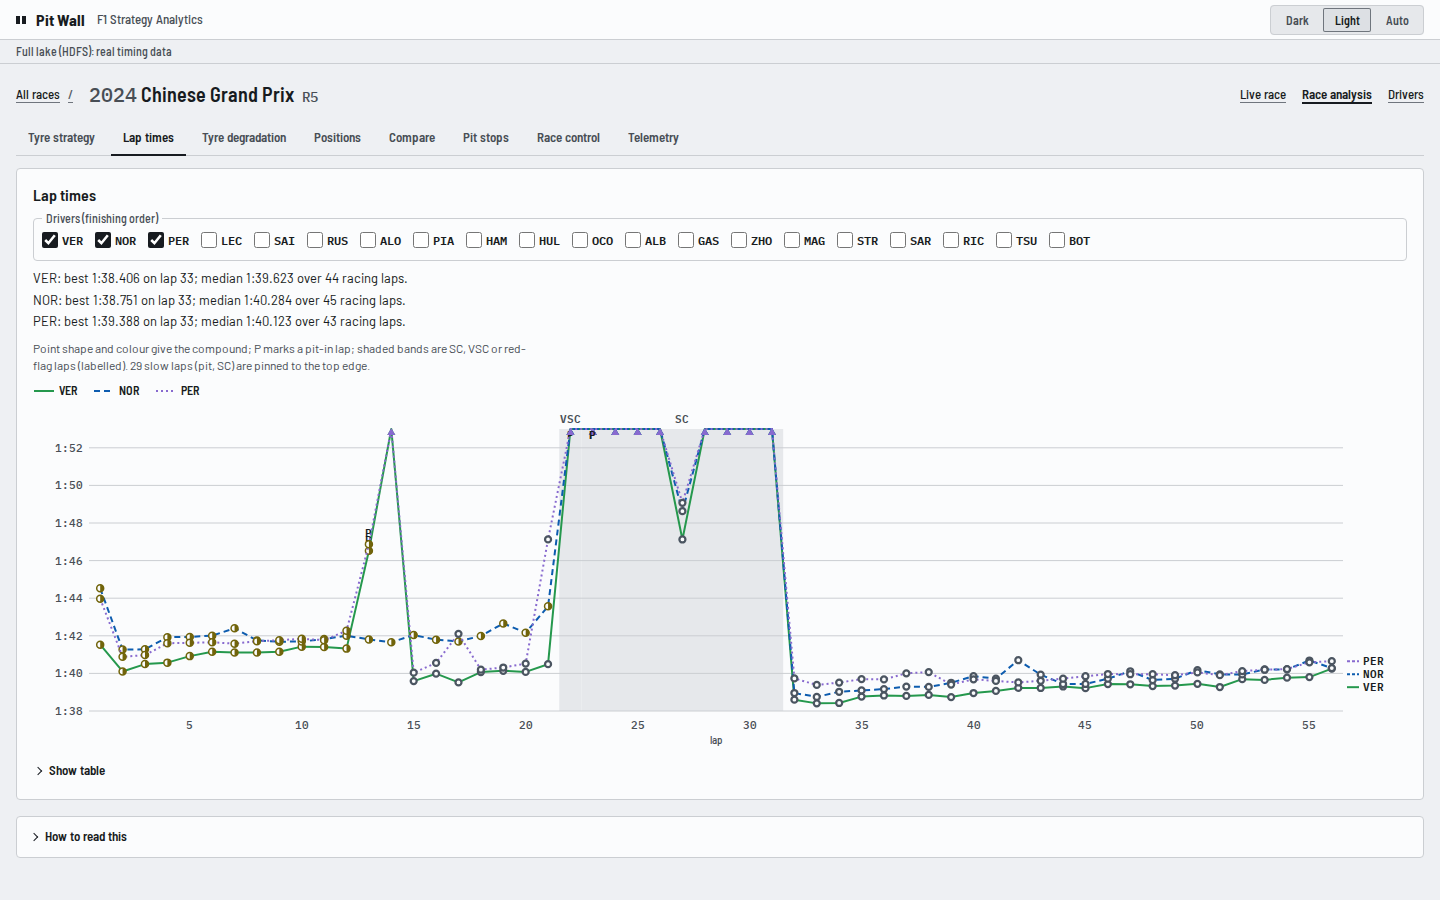 Pit Wall F1 Strategy Analytics Dark Light Auto
Full lake (HDFS): real timing data
All races / 2024 Chinese Grand Prix R5 Live race Race analysis Drivers
Tyre strategy Lap times Tyre degradation Positions Compare Pit stops Race control Telemetry
Lap times
Drivers (finishing order)
VER NOR PER LEC SAI RUS ALO PIA HAM HUL OCO ALB GAS ZHO MAG STR SAR RIC TSU BOT
VER: best 1:38.406 on lap 33; median 1:39.623 over 44 racing laps.
NOR: best 1:38.751 on lap 33; median 1:40.284 over 45 racing laps.
PER: best 1:39.388 on lap 33; median 1:40.123 over 43 racing laps.
Point shape and colour give the compound; P marks a pit-in lap; shaded bands are SC, VSC or red-
flag laps (labelled). 29 slow laps (pit, SC) are pinned to the top edge.
VER NOR PER
VSC SC
P
1:52
1:50
1:48
P
1:46
1:44
1:42
1:40
1:38
PER
NOR
VER
5 10 15 20 25 30 35 40 45 50 55
lap
Show table
How to read this